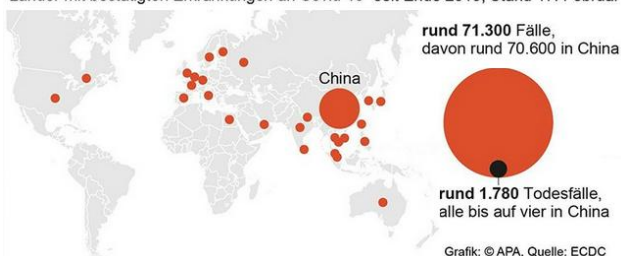 Länder mit bestätigten Erkrankungen an Covid-19 seit Ende 2019, Stand 17. Februar
rund 71.300 Fälle,
davon rund 70.600 in China
China
rund 1.780 Todesfälle,
alle bis auf vier in China
Grafik: © APA, Quelle: ECDC